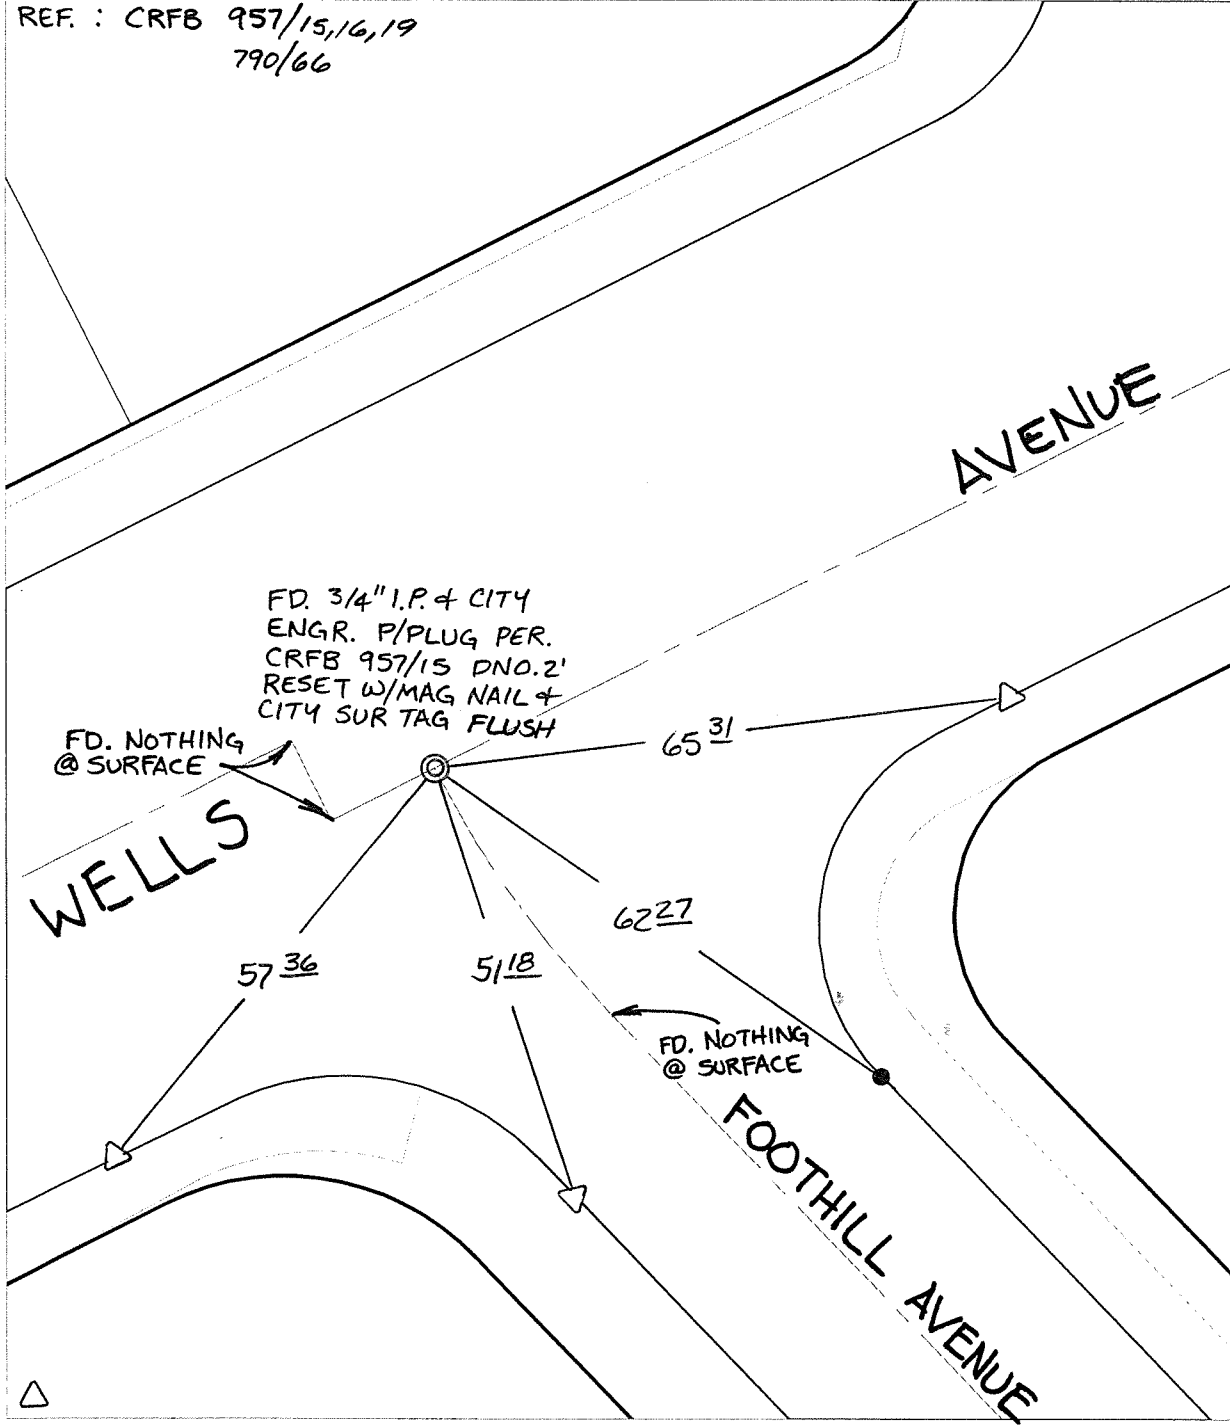 REF. : CRFB 957/15,16,19
790/66
AVENUE
FD. 3/4" I.P. & CITY
ENGR. P/PLUG PER.
CRFB 957/15 DNO.2'
RESET W/MAG NAIL &
CITY SUR TAG FLUSH
FD. NOTHING
@ SURFACE
WELLS
65 31
62 27
57 36
51 18
FD. NOTHING
@ SURFACE
FOOTHILL AVENUE